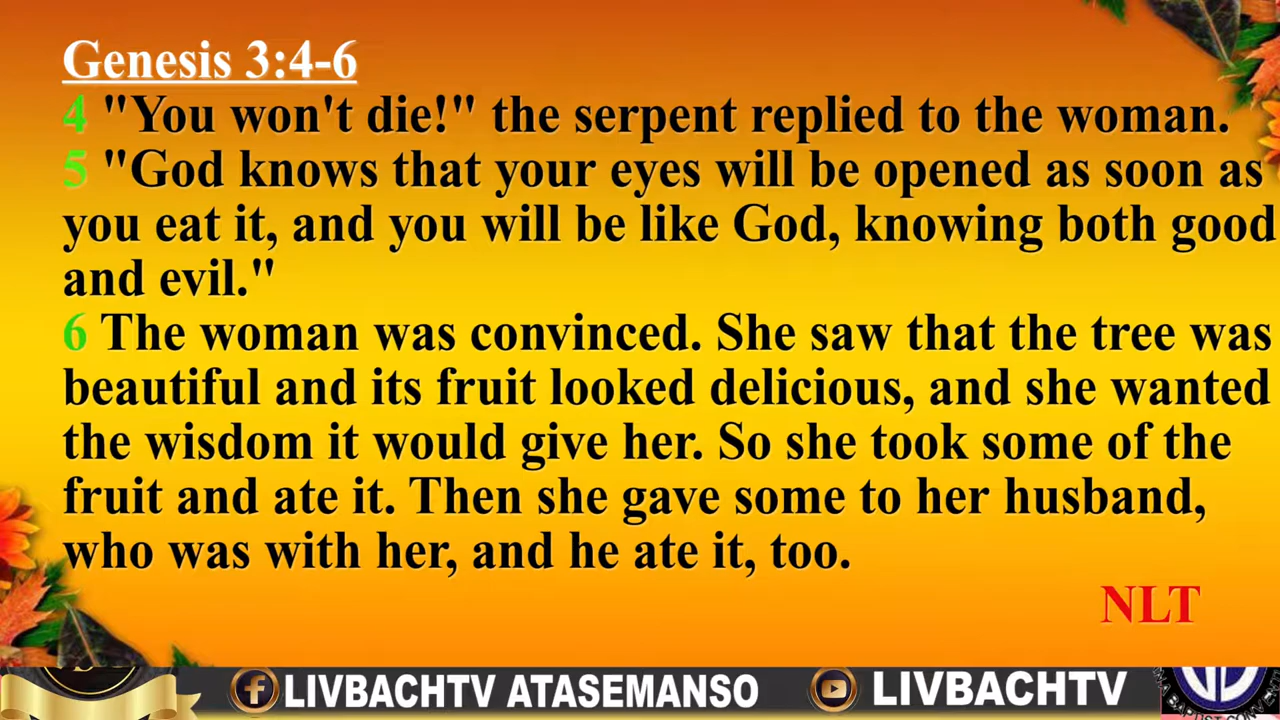 Genesis 3:4-6
4 "You won't die!" the serpent replied to the woman.
5 "God knows that your eyes will be opened as soon as
you eat it, and you will be like God, knowing both good
and evil."
6 The woman was convinced. She saw that the tree was
beautiful and its fruit looked delicious, and she wanted
the wisdom it would give her. So she took some of the
fruit and ate it. Then she gave some to her husband,
who was with her, and he ate it, too.
NLT
LIVBACHTV ATASEMANSO
LIVBACHTV
BAPTIST